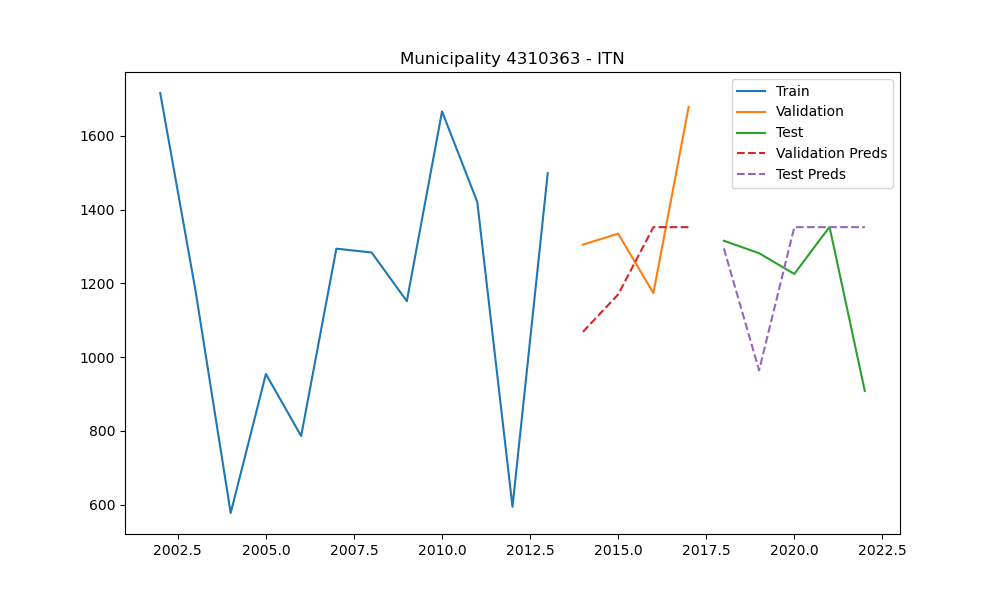 Municipality 4310363 - ITN
Train
Validation
Test
Validation Preds
Test Preds
1600
1400
1200
1000
800
600
2002.5 2005.0 2007.5 2010.0 2012.5 2015.0 2017.5 2020.0 2022.5